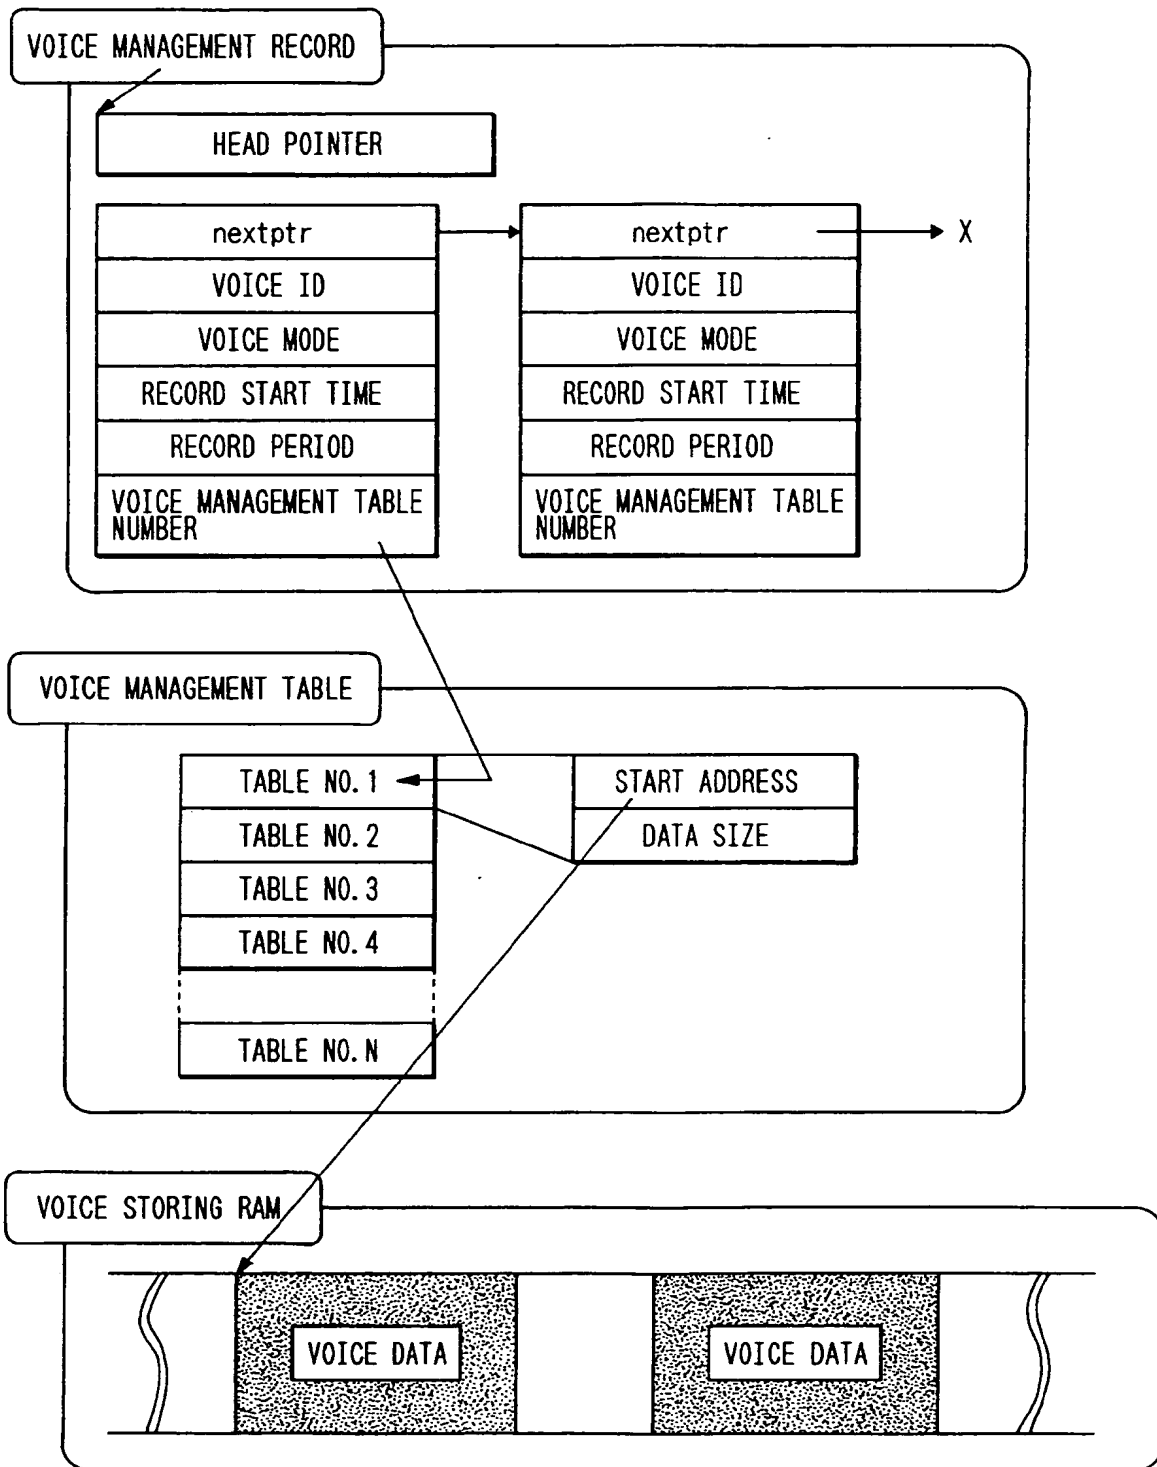 VOICE MANAGEMENT RECORD
HEAD POINTER
nextptr
VOICE ID
VOICE MODE
RECORD START TIME
RECORD PERIOD
VOICE MANAGEMENT TABLE
NUMBER
nextptr
X
VOICE ID
VOICE MODE
RECORD START TIME
RECORD PERIOD
VOICE MANAGEMENT TABLE
NUMBER
VOICE MANAGEMENT TABLE
TABLE NO.1
TABLE NO.2
TABLE NO.3
TABLE NO.4
TABLE NO.N
START ADDRESS
DATA SIZE
VOICE STORING RAM
VOICE DATA
VOICE DATA